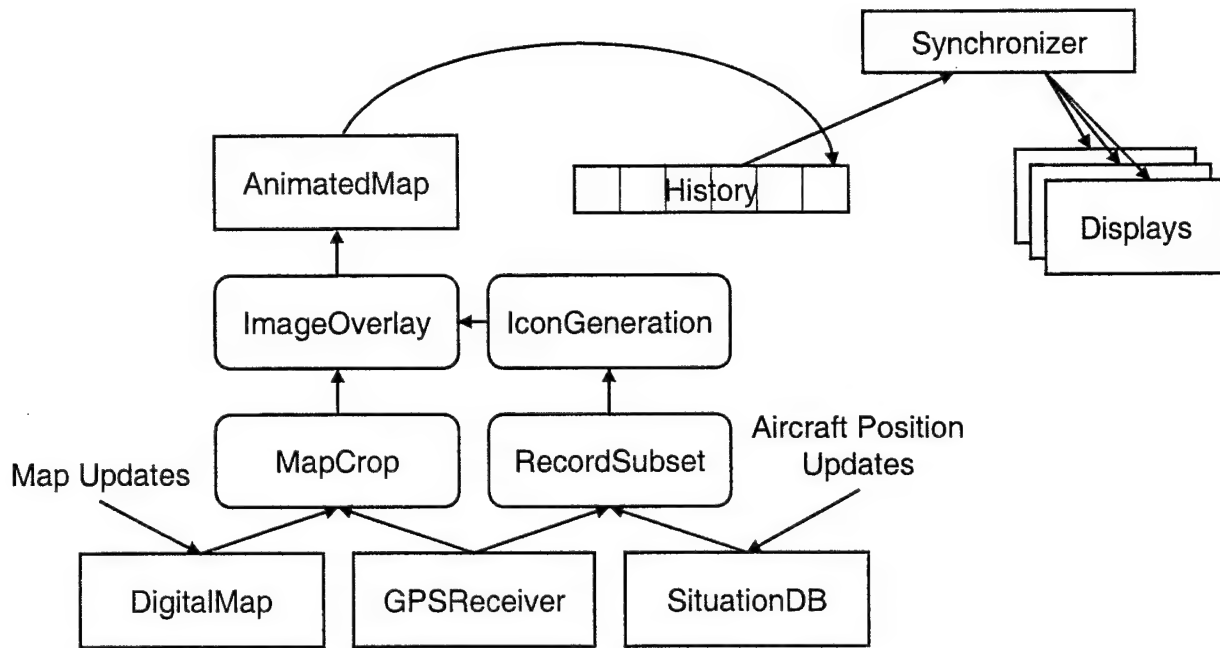 Synchronizer
AnimatedMap
History
Displays
ImageOverlay
IconGeneration
MapCrop
RecordSubset
Aircraft Position
Updates
Map Updates
DigitalMap
GPSReceiver
SituationDB